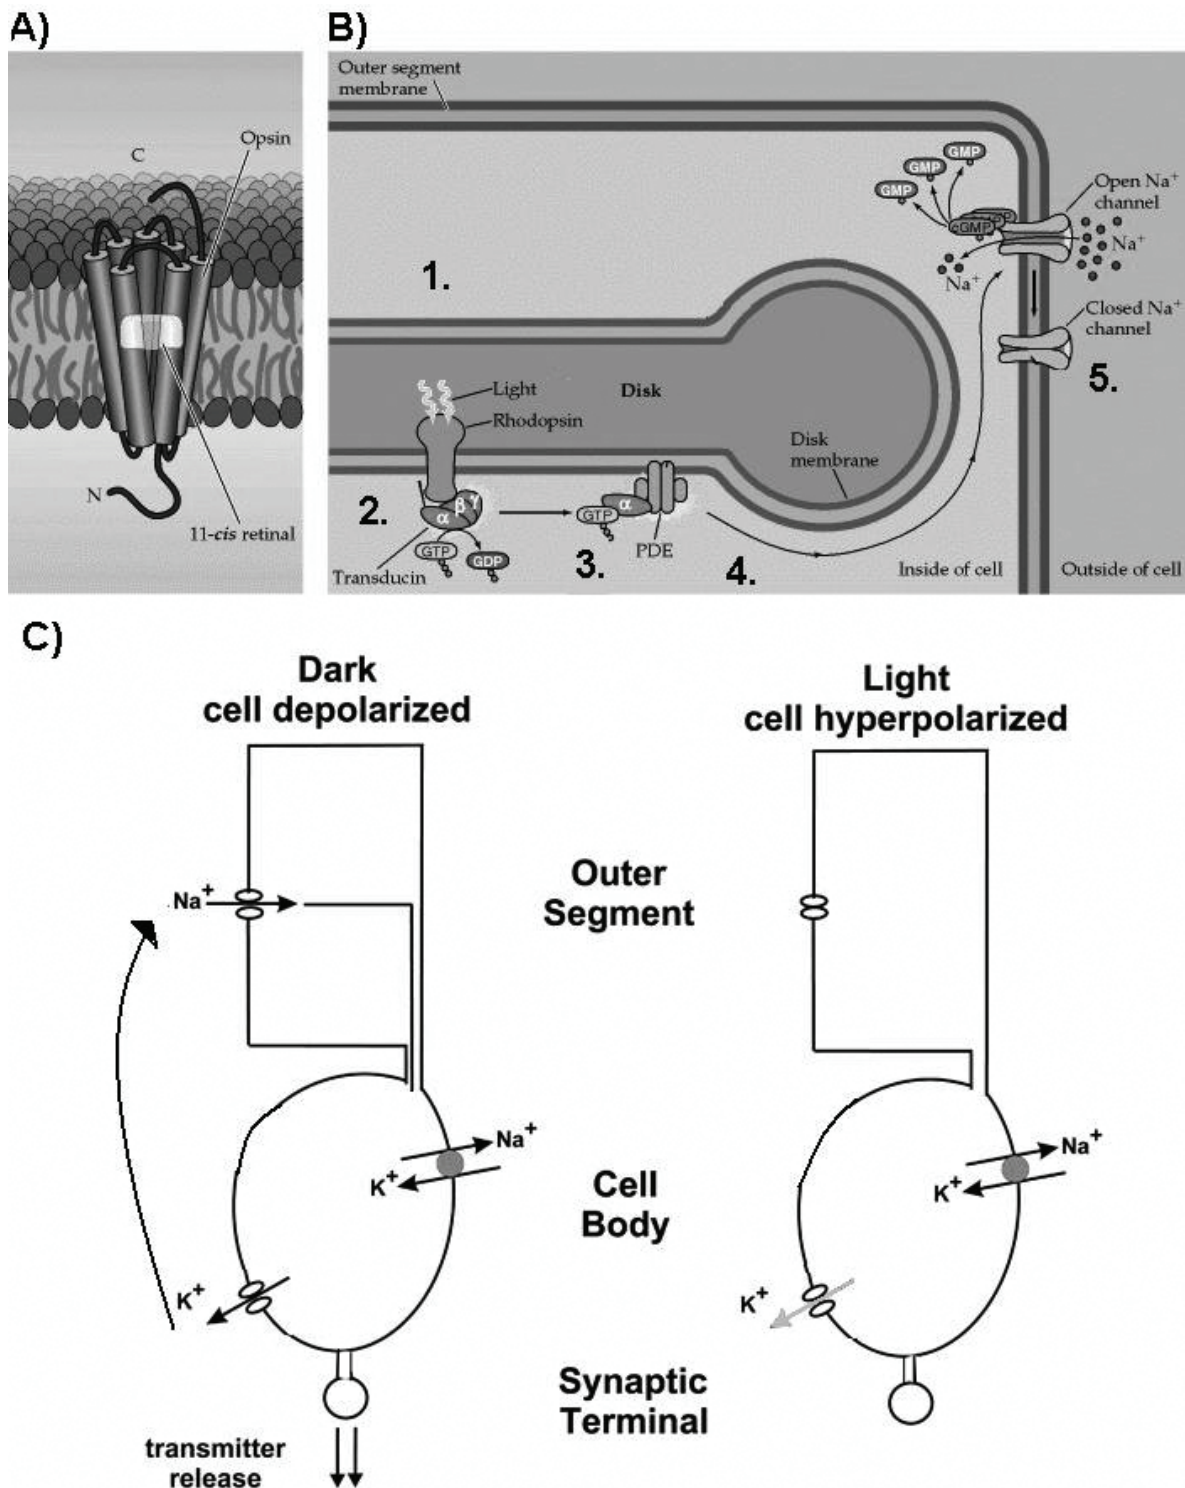 A)
C
Opsin
N
11-cis retinal
B)
Outer segment
membrane
GMP
GMP
GMP
cGMP
Open Na+
channel
Na+
Na+
Closed Na+
channel
1.
5.
Light
Disk
Rhodopsin
Disk
membrane
2.
α
β
γ
GTP
GDP
Transducin
α
GTP
PDE
3.
4.
Inside of cell
Outside of cell
C)
Dark
cell depolarized
Light
cell hyperpolarized
Na+
Outer
Segment
Na+
K+
Cell
Body
Na+
K+
K+
K+
Synaptic
Terminal
transmitter
release